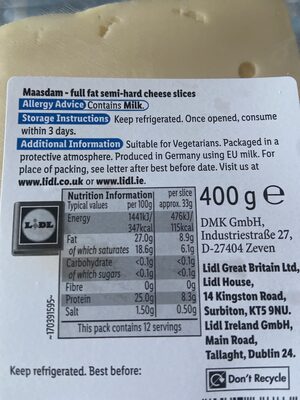 Maasdam - full fat semi-hard cheese slices
Allergy Advice Contains Milk.
Storage Instructions Keep refrigerated. Once opened, consume
within 3 days.
Additional Information Suitable for Vegetarians. Packaged in a
protective atmosphere. Produced in Germany using EU milk. For
place of packing, see letter after best before date. Visit us at
www.lidl.co.uk or www.lidl.ie.
Nutrition Information per slice
Typical values per 100g approx. 33g
Energy 1441kJ/ 476kJ/
347kcal 115kcal
Fat 27.0g 8.9g
of which saturates 18.6g 6.1g
Carbohydrate <0.1g <0.1g
of which sugars <0.1g <0.1g
Fibre 0g 0g
Protein 25.0g 8.3g
Salt 1.50g 0.50g
This pack contains 12 servings
LIDL
~170391595~
400 g e
DMK GmbH,
Industriestraße 27,
D-27404 Zeven
Lidl Great Britain Ltd,
Lidl House,
14 Kingston Road,
Surbiton, KT5 9NU.
Lidl Ireland GmbH,
Main Road,
Tallaght, Dublin 24.
Keep refrigerated. Best before:
Don't Recycle